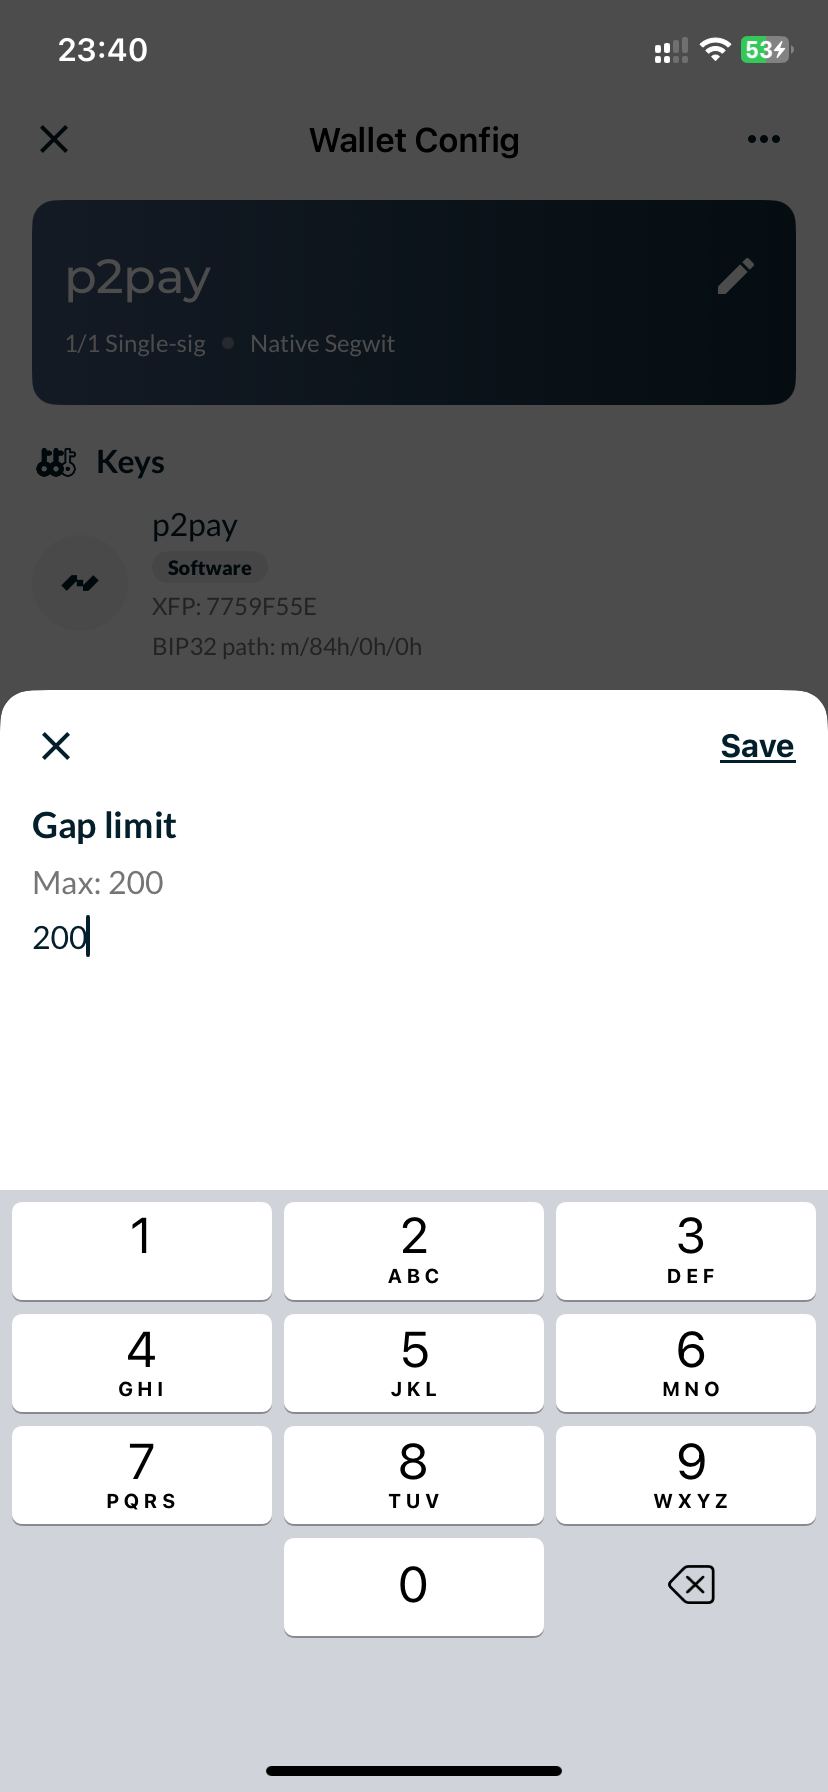 23:40
53
Wallet Config
p2pay
1/1 Single-sig
Native Segwit
Keys
p2pay
Software
XFP: 7759F55E
BIP32 path: m/84h/0h/0h
Save
Gap limit
Max: 200
200
1
2
ABC
3
DEF
4
GHI
5
JKL
6
MNO
7
PQRS
8
TUV
9
WXYZ
0